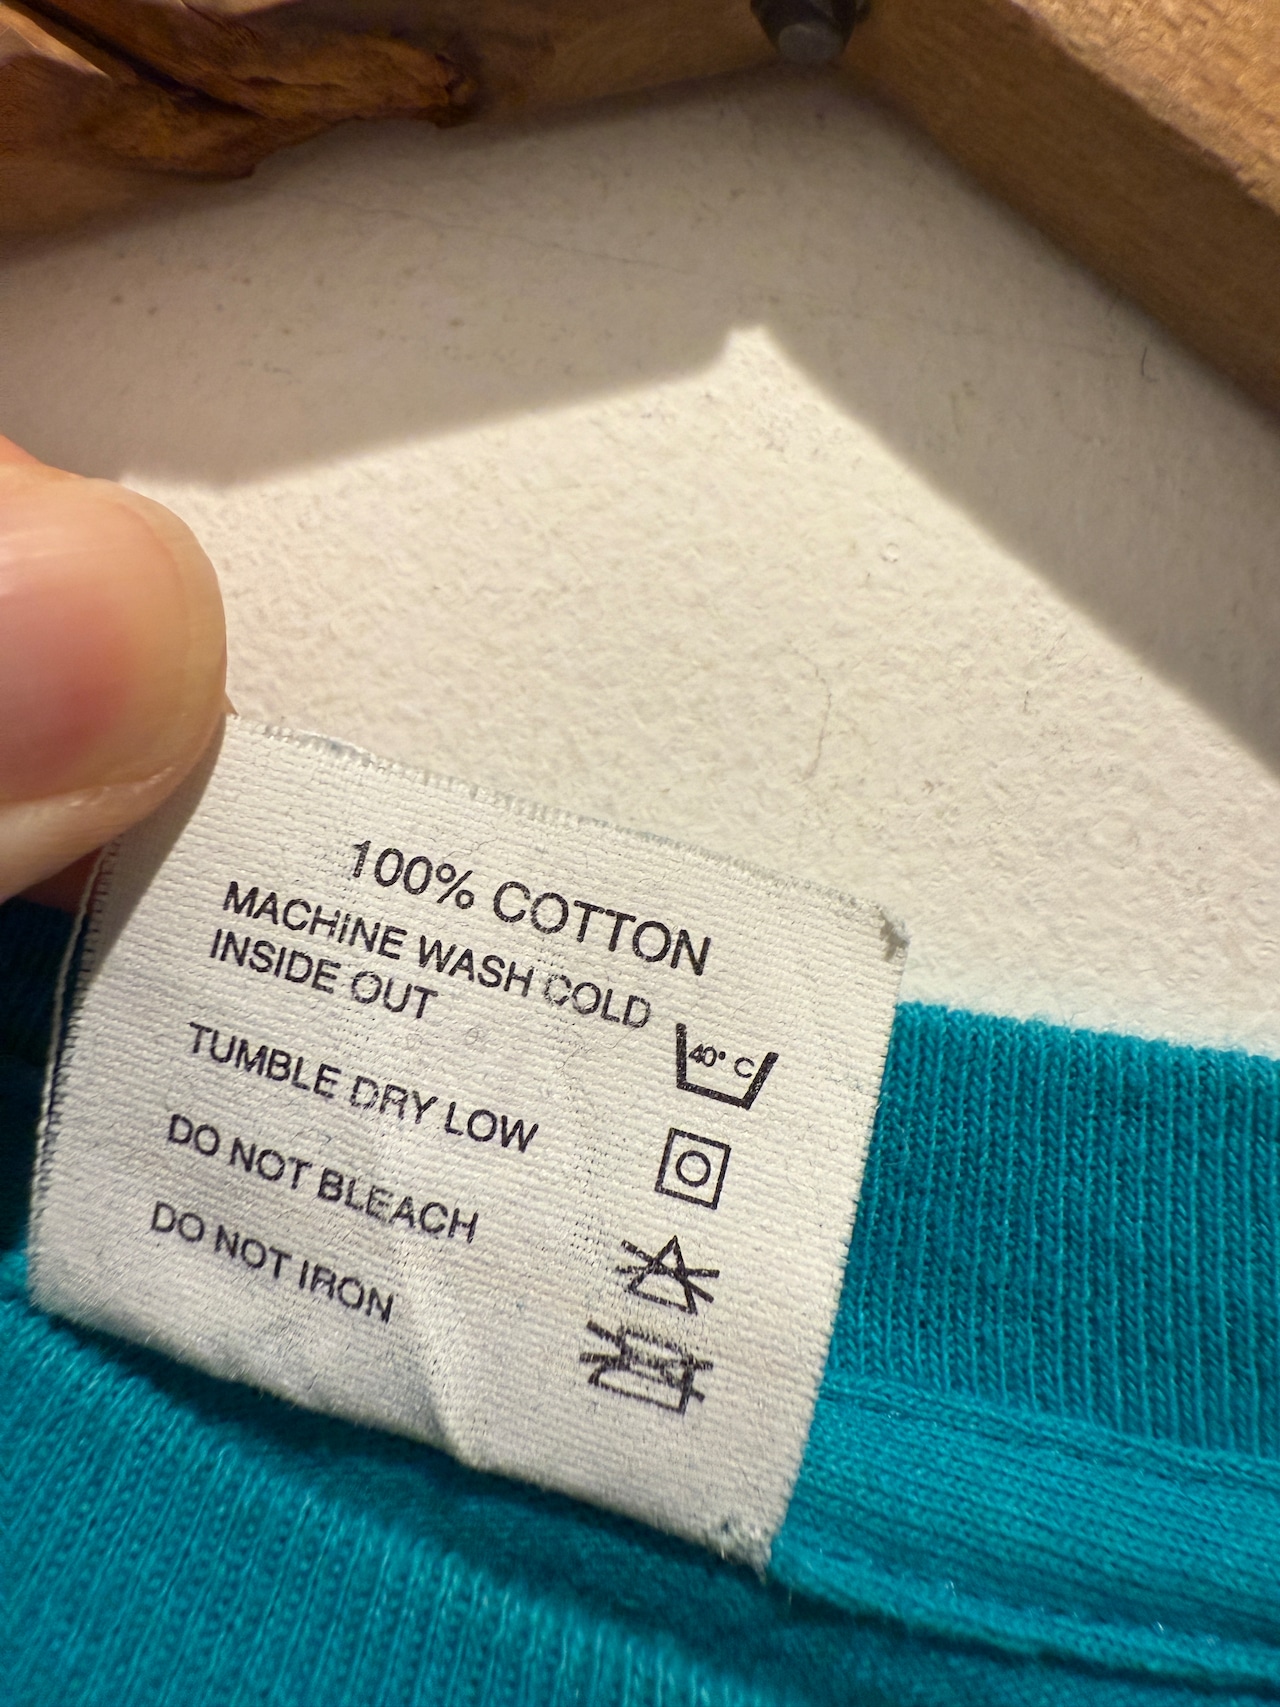 100% COTTON
MACHINE WASH COLD
INSIDE OUT
40° C
TUMBLE DRY LOW
DO NOT BLEACH
DO NOT IRON